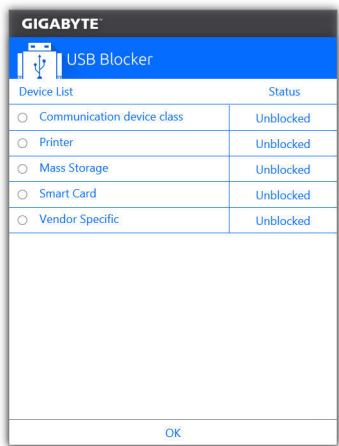 GIGABYTE™
USB Blocker
Device List Status
Communication device class Unblocked
Printer Unblocked
Mass Storage Unblocked
Smart Card Unblocked
Vendor Specific Unblocked
OK